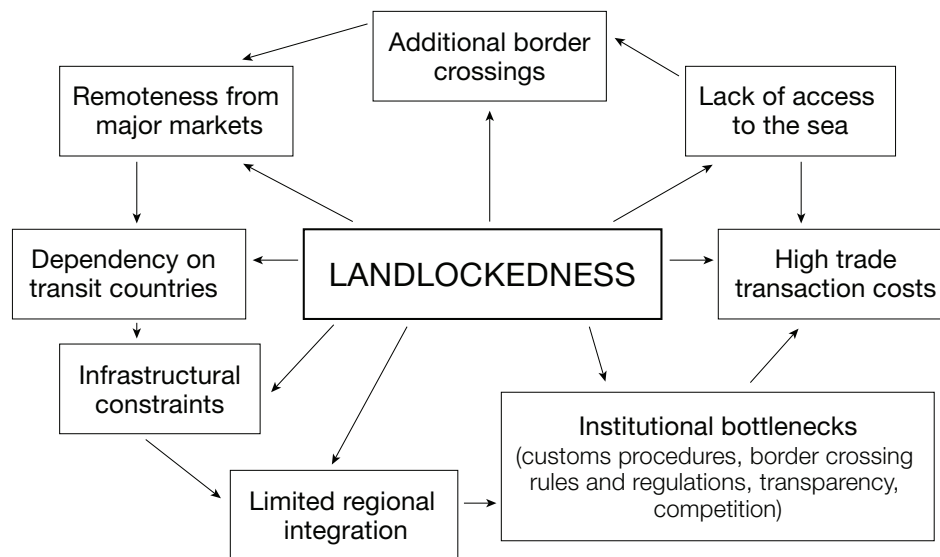 Additional border
crossings
Remoteness from
major markets
Lack of access
to the sea
Dependency on
transit countries
LANDLOCKEDNESS
High trade
transaction costs
Infrastructural
constraints
Institutional bottlenecks
(customs procedures, border crossing
rules and regulations, transparency,
competition)
Limited regional
integration